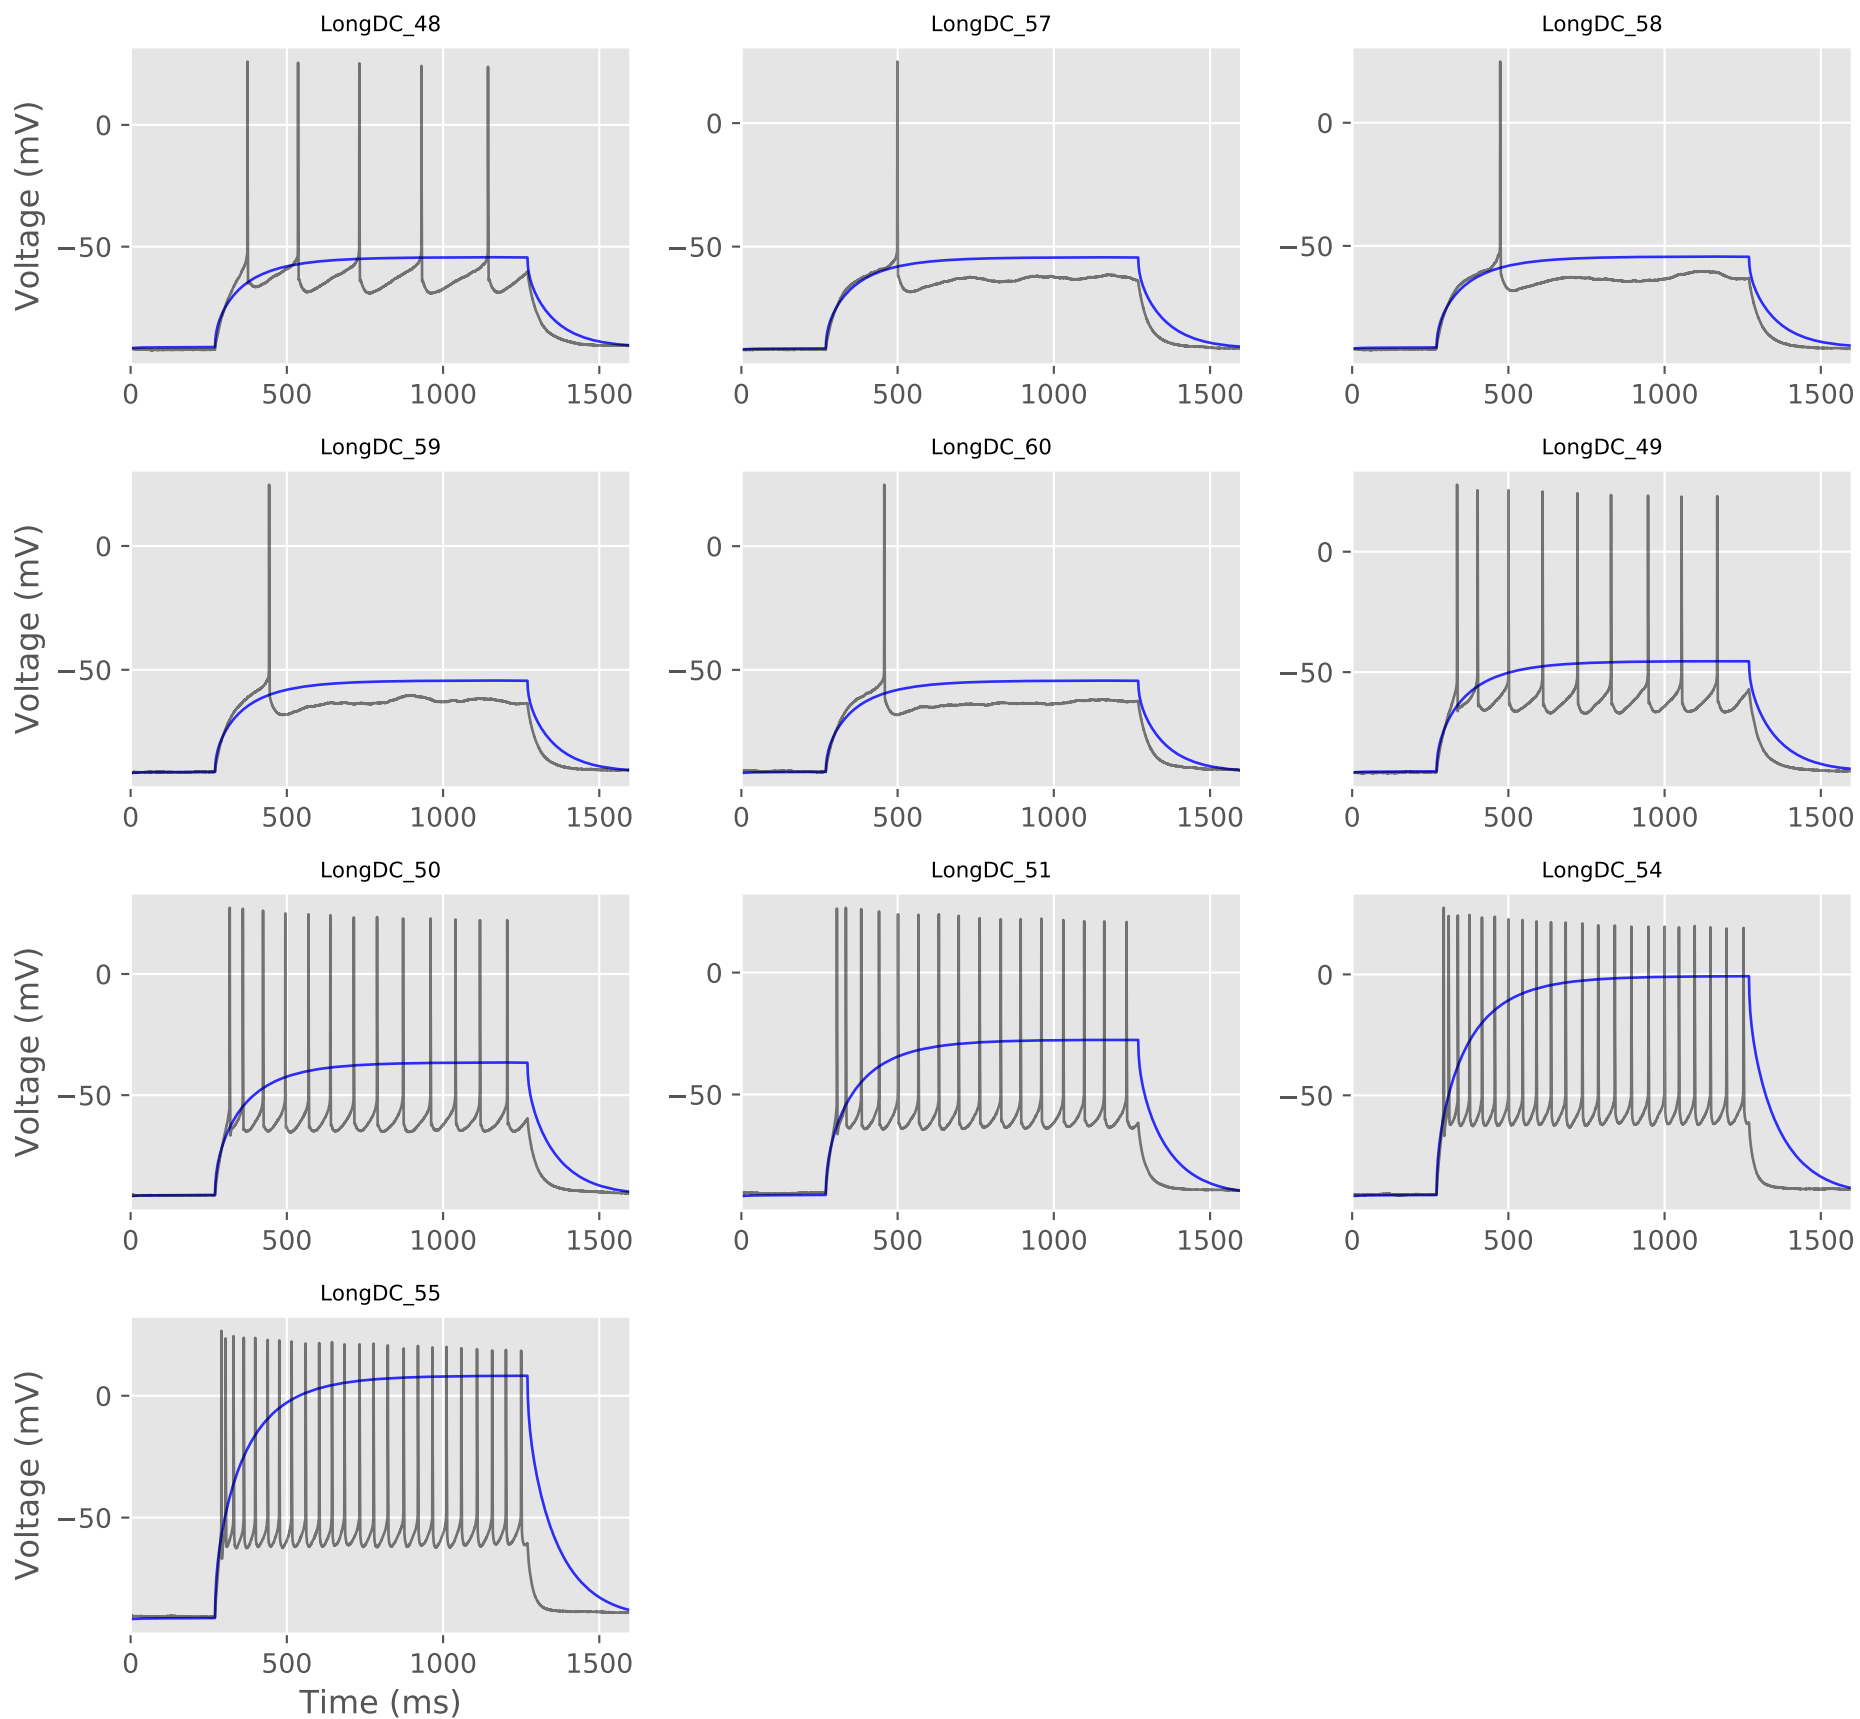 LongDC_48 LongDC_57 LongDC_58
Voltage (mV) 0 −50 0 −50 0 −50
0 500 1000 1500 0 500 1000 1500 0 500 1000 1500
LongDC_59 LongDC_60 LongDC_49
Voltage (mV) 0 −50 0 −50 0 −50
0 500 1000 1500 0 500 1000 1500 0 500 1000 1500
LongDC_50 LongDC_51 LongDC_54
Voltage (mV) 0 −50 0 −50 0 −50
0 500 1000 1500 0 500 1000 1500 0 500 1000 1500
LongDC_55
Voltage (mV) 0 −50
0 500 1000 1500
Time (ms)